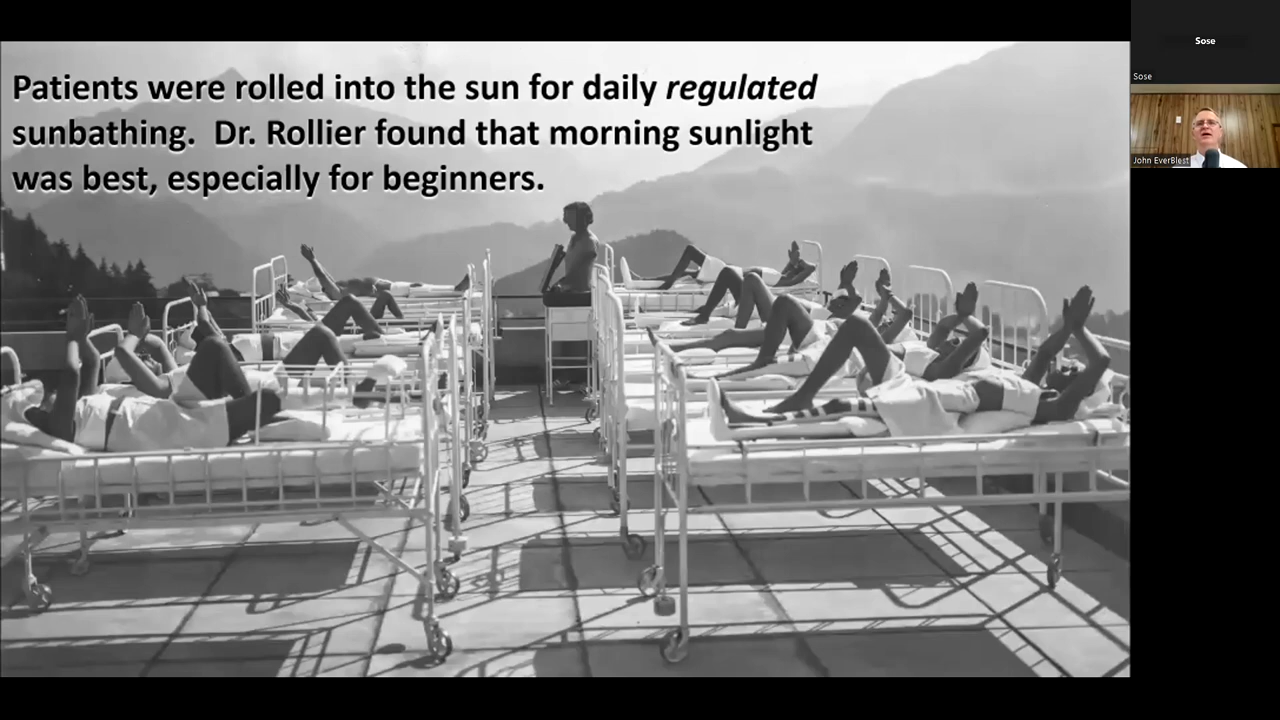 Patients were rolled into the sun for daily regulated
sunbathing. Dr. Rollier found that morning sunlight
was best, especially for beginners.
Sose
Sose
John EverBlest